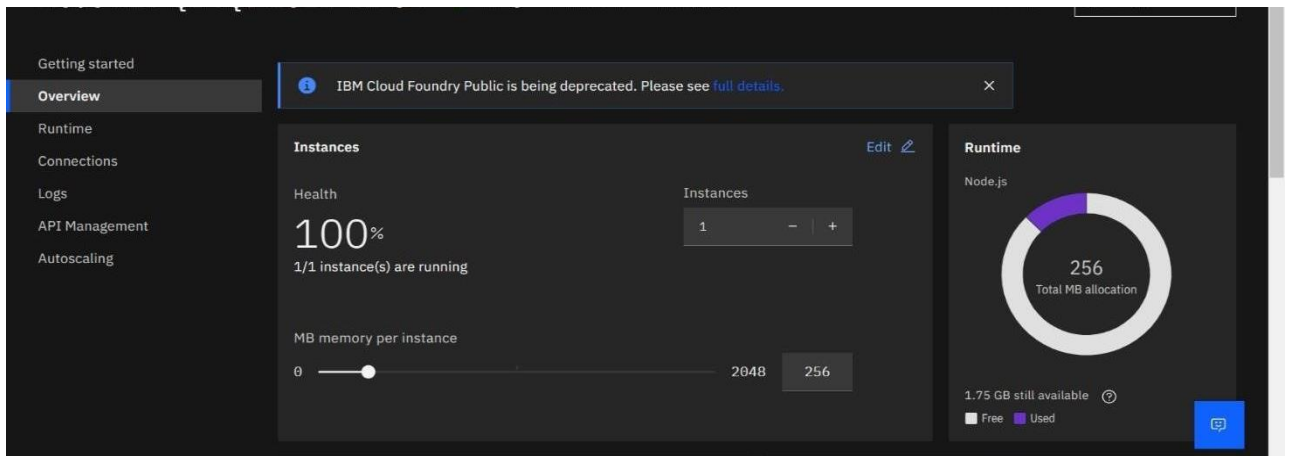 Getting started
Overview
Runtime
Connections
Logs
API Management
Autoscaling
IBM Cloud Foundry Public is being deprecated. Please see full details.
Instances
Edit
Health
100%
1/1 instance(s) are running
Instances
1 - +
MB memory per instance
0 2048 256
Runtime
Node.js
256
Total MB allocation
1.75 GB still available
Free Used